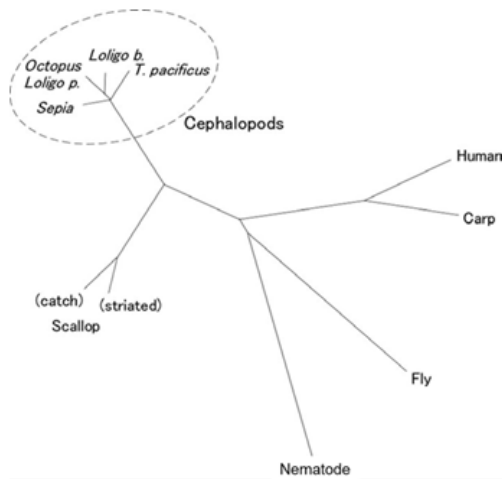 Loligo b.
Octopus
T. pacificus
Loligo p.
Sepia
Cephalopods
Human
Carp
(catch)
(striated)
Scallop
Fly
Nematode